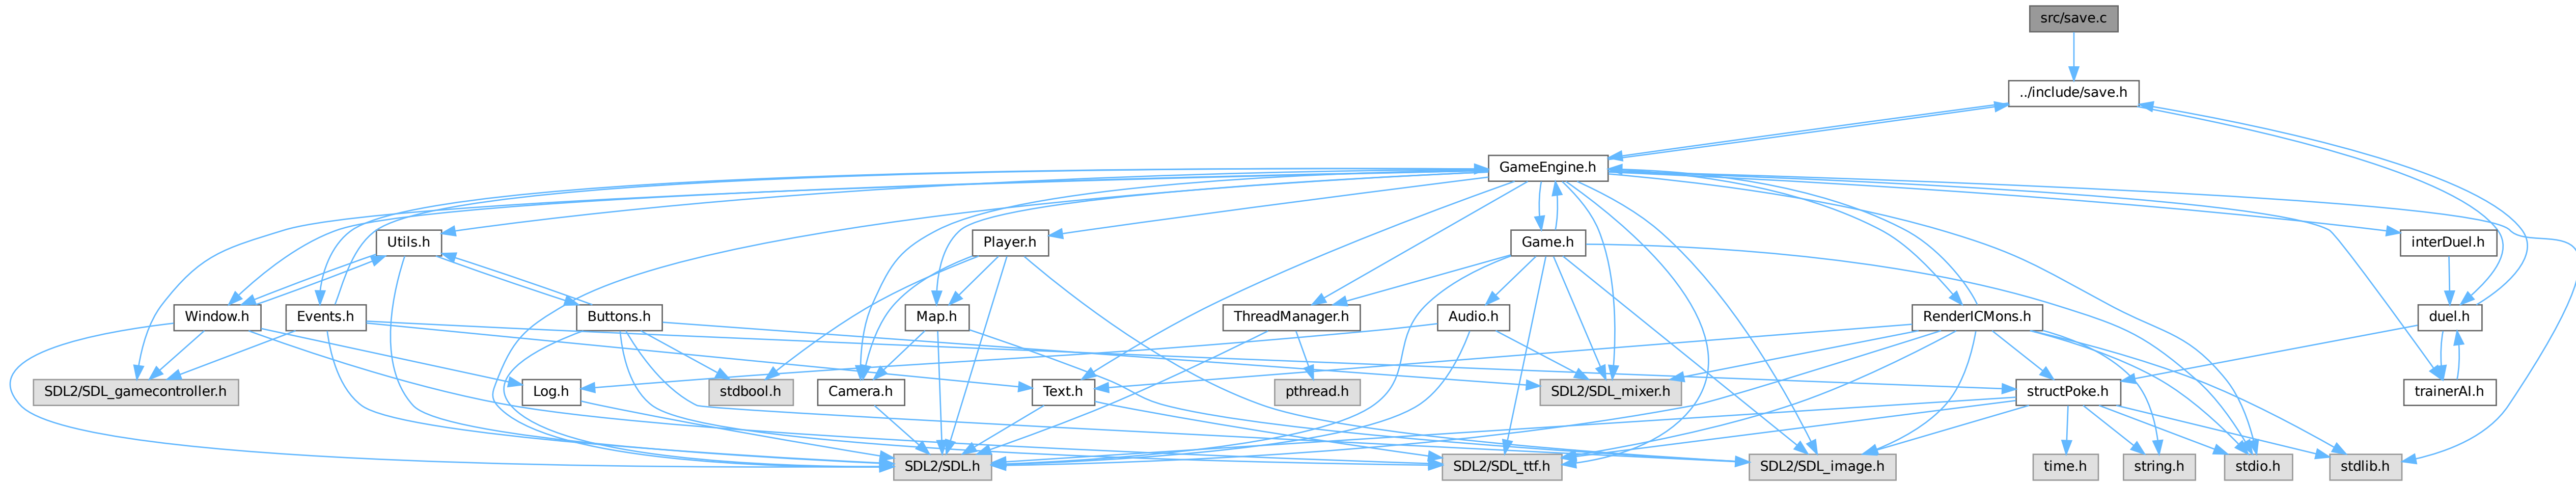 src/save.c
../include/save.h
GameEngine.h
Utils.h
Player.h
Game.h
interDuel.h
Window.h
Events.h
Buttons.h
Map.h
ThreadManager.h
Audio.h
RenderICMons.h
duel.h
SDL2/SDL_gamecontroller.h
Log.h
stdbool.h
Camera.h
Text.h
pthread.h
SDL2/SDL_mixer.h
structPoke.h
trainerAI.h
SDL2/SDL.h
SDL2/SDL_ttf.h
SDL2/SDL_image.h
time.h
string.h
stdio.h
stdlib.h